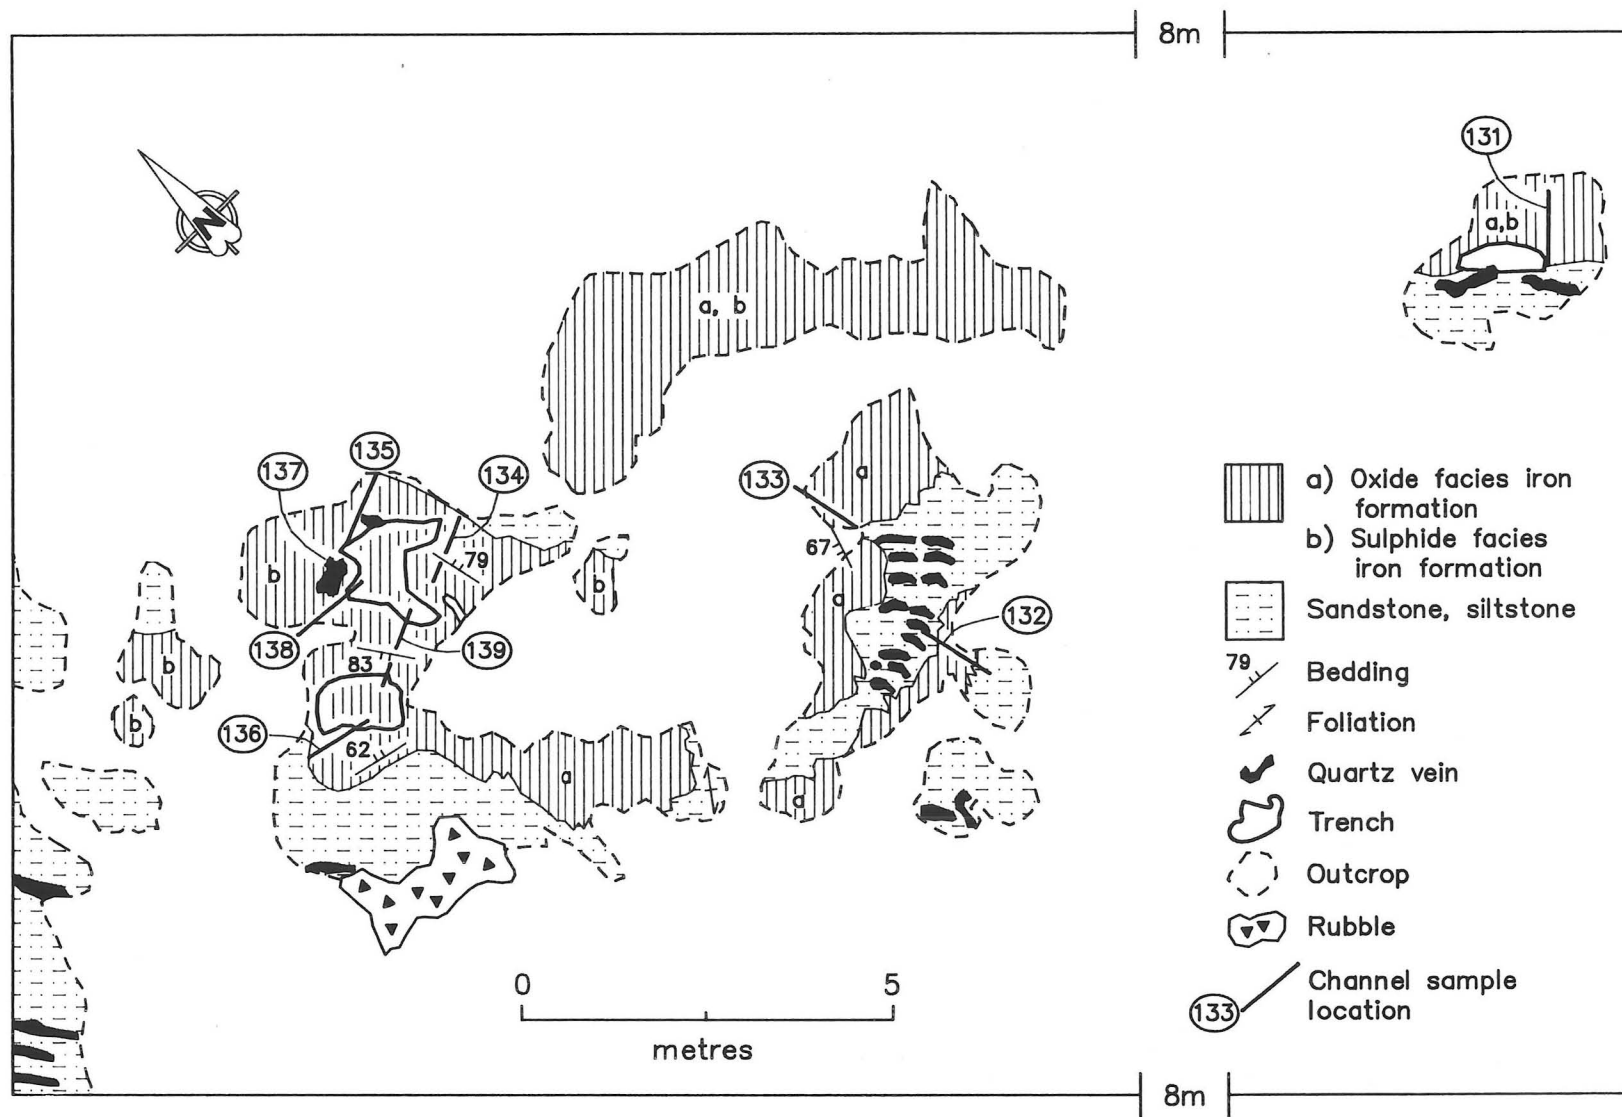 8m
131
N
a,b
a, b
135
137
134
133
a
a) Oxide facies iron
formation
b) Sulphide facies
iron formation
67
79
b
b
a
132
Sandstone, siltstone
138
139
83
b
79
Bedding
b
Foliation
136
62
a
a
Quartz vein
Trench
Outcrop
Rubble
0 5
metres
133
Channel sample
location
8m